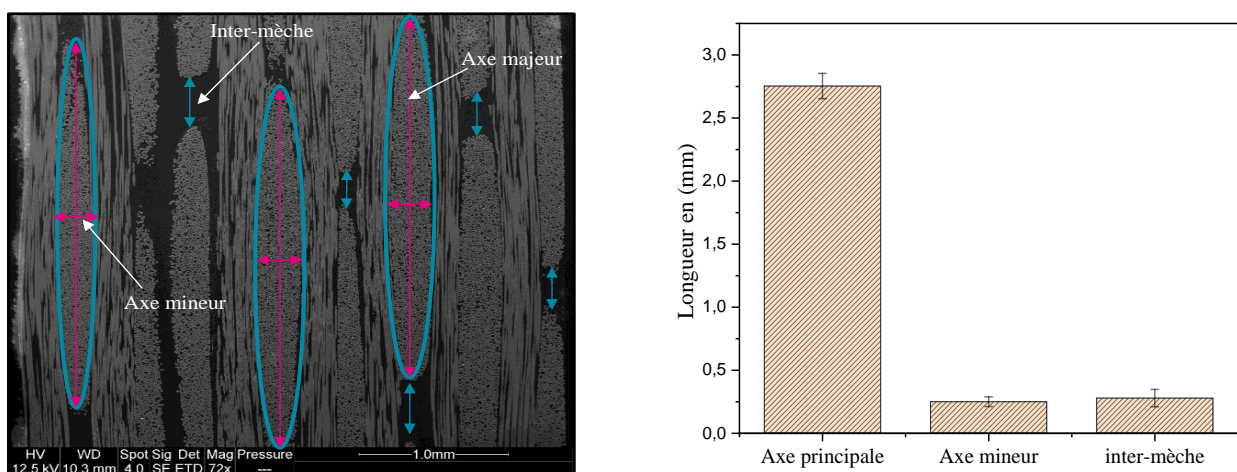 Inter-mèche
Axe majeur
Axe mineur
HV WD Spot Sig Det Mag Pressure 1.0mm
12.5 kV 10.3 mm 4.0 SE ETD 72x ---
Longueur en (mm)
3,0
2,5
2,0
1,5
1,0
0,5
0,0
Axe principale Axe mineur inter-mèche